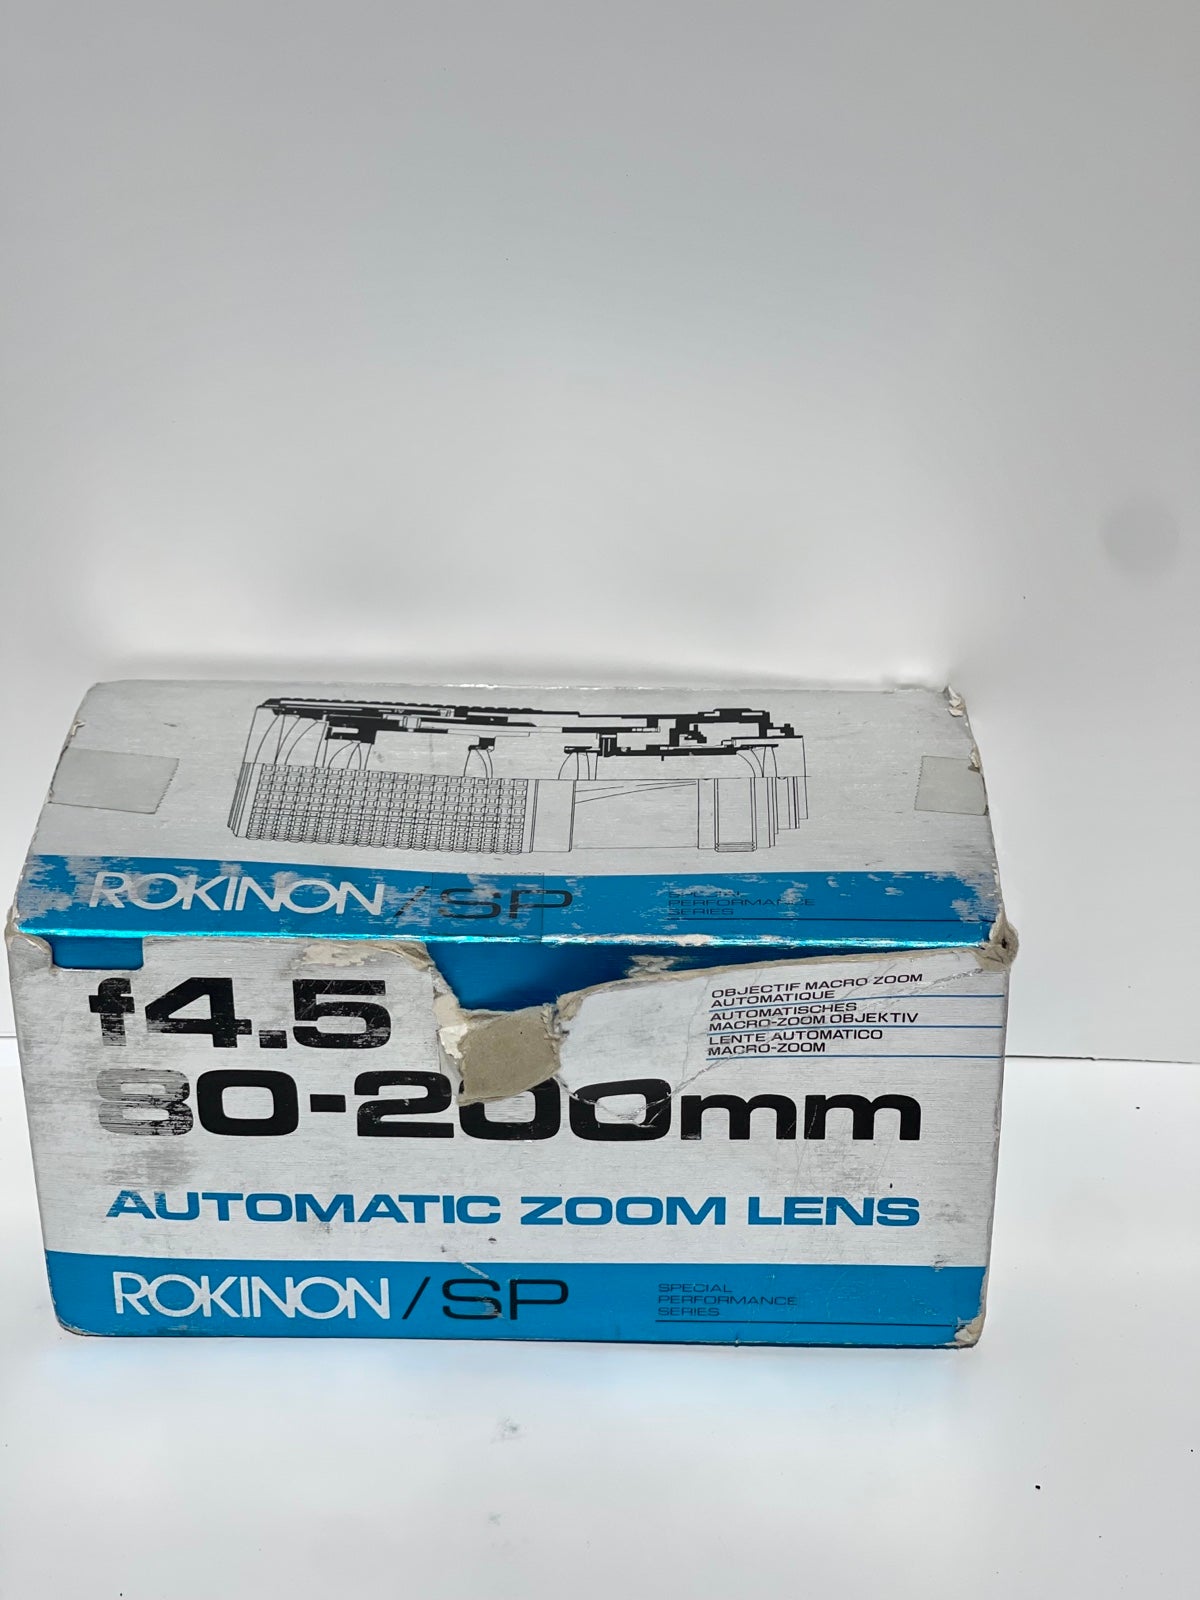 ROKINON / SP
SPECIAL
PERFORMANCE
SERIES
f4.5
OBJECTIF MACRO ZOOM
AUTOMATIQUE
AUTOMATISCHES
MACRO-ZOOM OBJEKTIV
LENTE AUTOMATICO
MACRO-ZOOM
80-200mm
AUTOMATIC ZOOM LENS
ROKINON / SP
SPECIAL
PERFORMANCE
SERIES